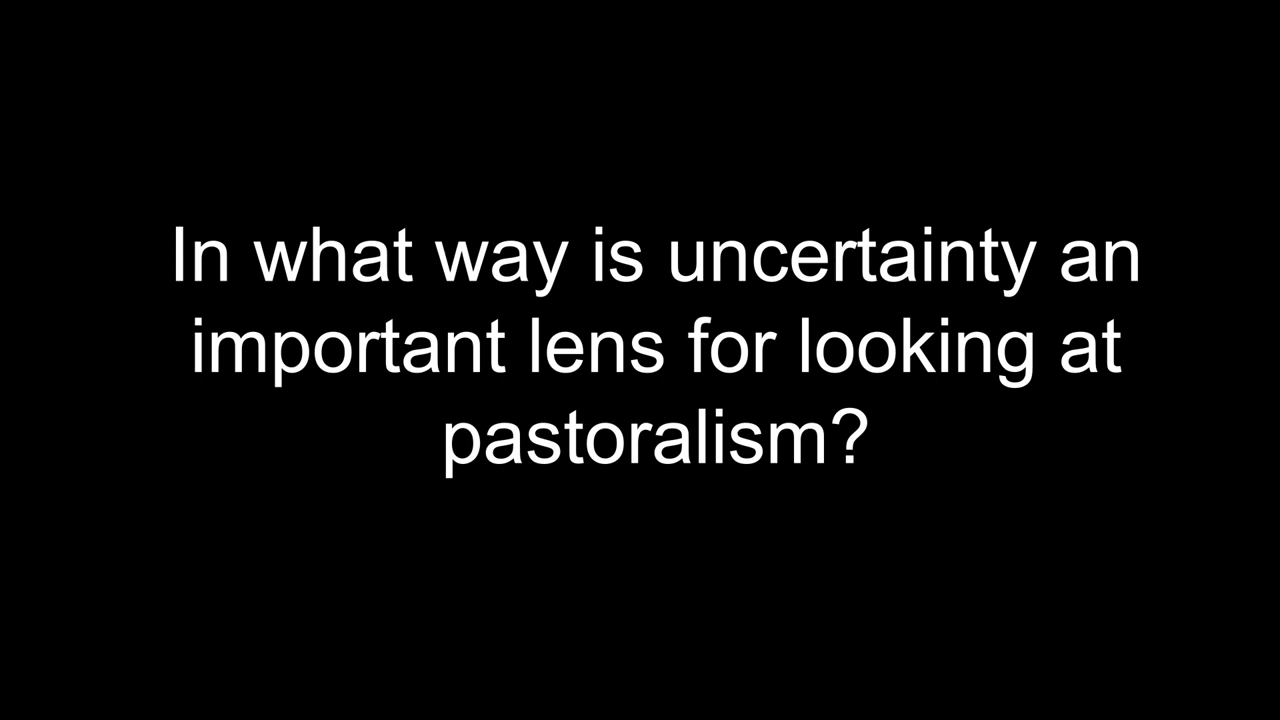 In what way is uncertainty an
important lens for looking at
pastoralism?